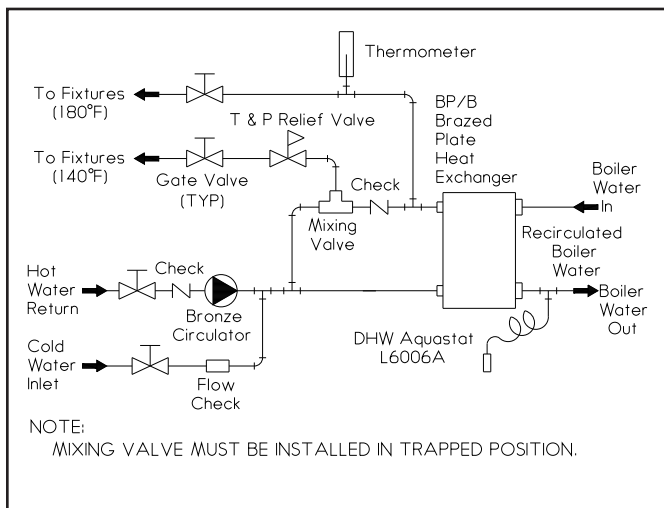 Thermometer
To Fixtures
(180°F)
T & P Relief Valve
BP/B
Brazed
Plate
Heat
Exchanger
To Fixtures
(140°F)
Gate Valve
(TYP)
Check
Mixing
Valve
Boiler
Water
In
Recirculated
Boiler
Water
Hot
Water
Return
Check
Bronze
Circulator
Boiler
Water
Out
DHW Aquastat
L6006A
Cold
Water
Inlet
Flow
Check
NOTE:
MIXING VALVE MUST BE INSTALLED IN TRAPPED POSITION.